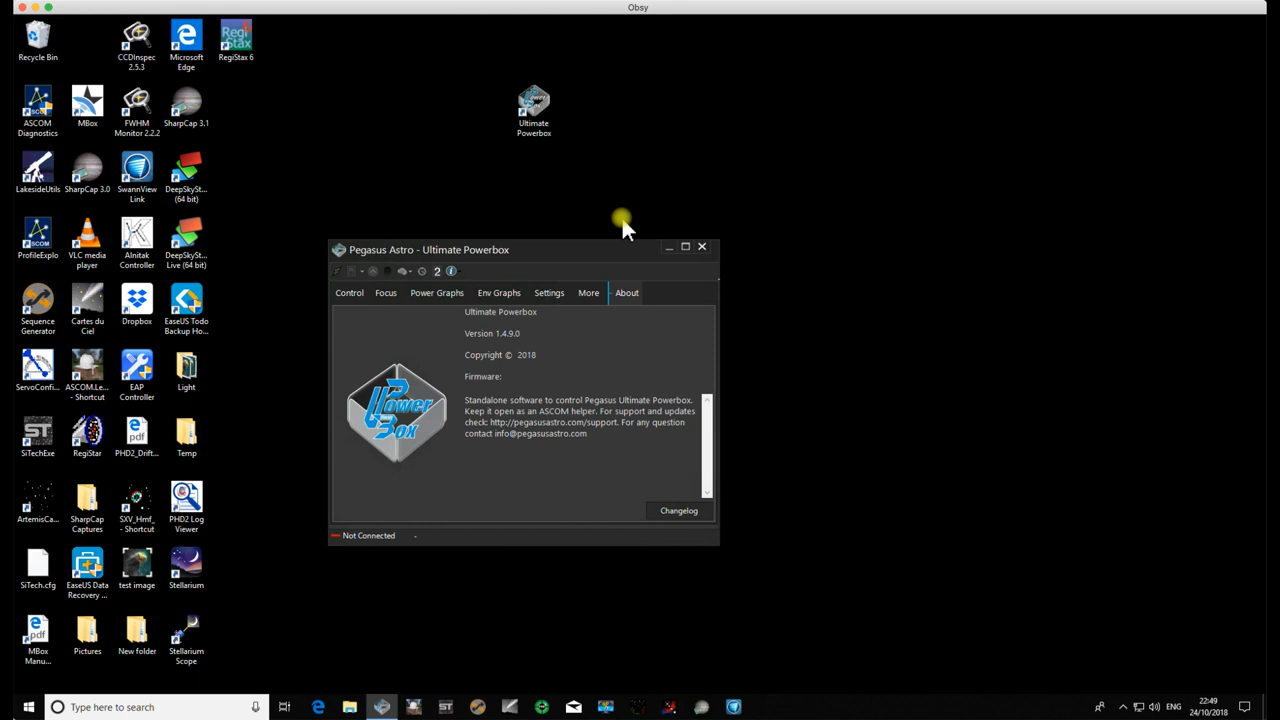 Obsy
Recycle Bin
CCDInspec
2.5.3
Microsoft
Edge
RegiStax 6
ASCOM
Diagnostics
MBox
FWHM
Monitor 2.2.2
SharpCap 3.1
Ultimate
Powerbox
LakesideUtils
SharpCap 3.0
SwannView
Link
DeepSkySt...
(64 bit)
ProfileExplo
VLC media
player
Alnitak
Controller
DeepSkySt...
Live (64 bit)
Sequence
Generator
Cartes du
Ciel
Dropbox
EaseUS Todo
Backup Ho...
ServoConfi...
ASCOM.Le...
- Shortcut
EAP
Controller
Light
SiTechExe
RegiStar
PHD2_Drift...
Temp
ArtemisCa...
SharpCap
Captures
SXV_Hmf_
- Shortcut
PHD2 Log
Viewer
SiTech.cfg
EaseUS Data
Recovery ...
test image
Stellarium
MBox
Manu...
Pictures
New folder
Stellarium
Scope
Pegasus Astro - Ultimate Powerbox
2
Control Focus Power Graphs Env Graphs Settings More About
Ultimate Powerbox
Version 1.4.9.0
Copyright © 2018
Firmware:
Standalone software to control Pegasus Ultimate Powerbox.
Keep it open as an ASCOM helper. For support and updates
check: http://pegasusastro.com/support. For any question
contact info@pegasusastro.com
Power
Box
Changelog
Not Connected -
Type here to search
ENG
22:49
24/10/2018